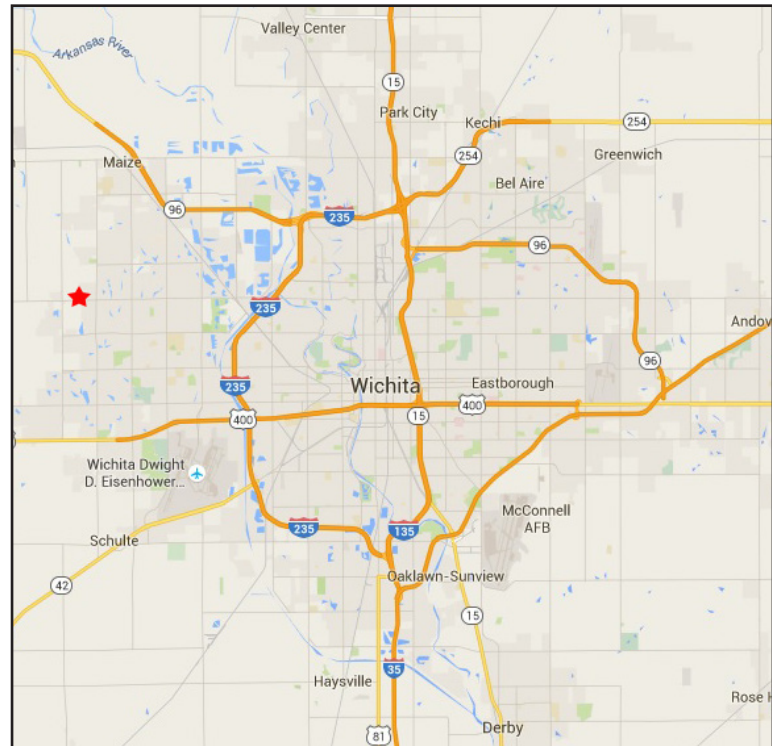 Valley Center
Arkansas River
15
Park City
Kechi
254
254
Greenwich
Maize
Bel Aire
96
235
96
235
Andov
96
235
Wichita
Eastborough
400
15
400
Wichita Dwight
D. Eisenhower...
McConnell
AFB
235
135
Schulte
42
Oaklawn-Sunview
15
35
Haysville
Rose H
Derby
81